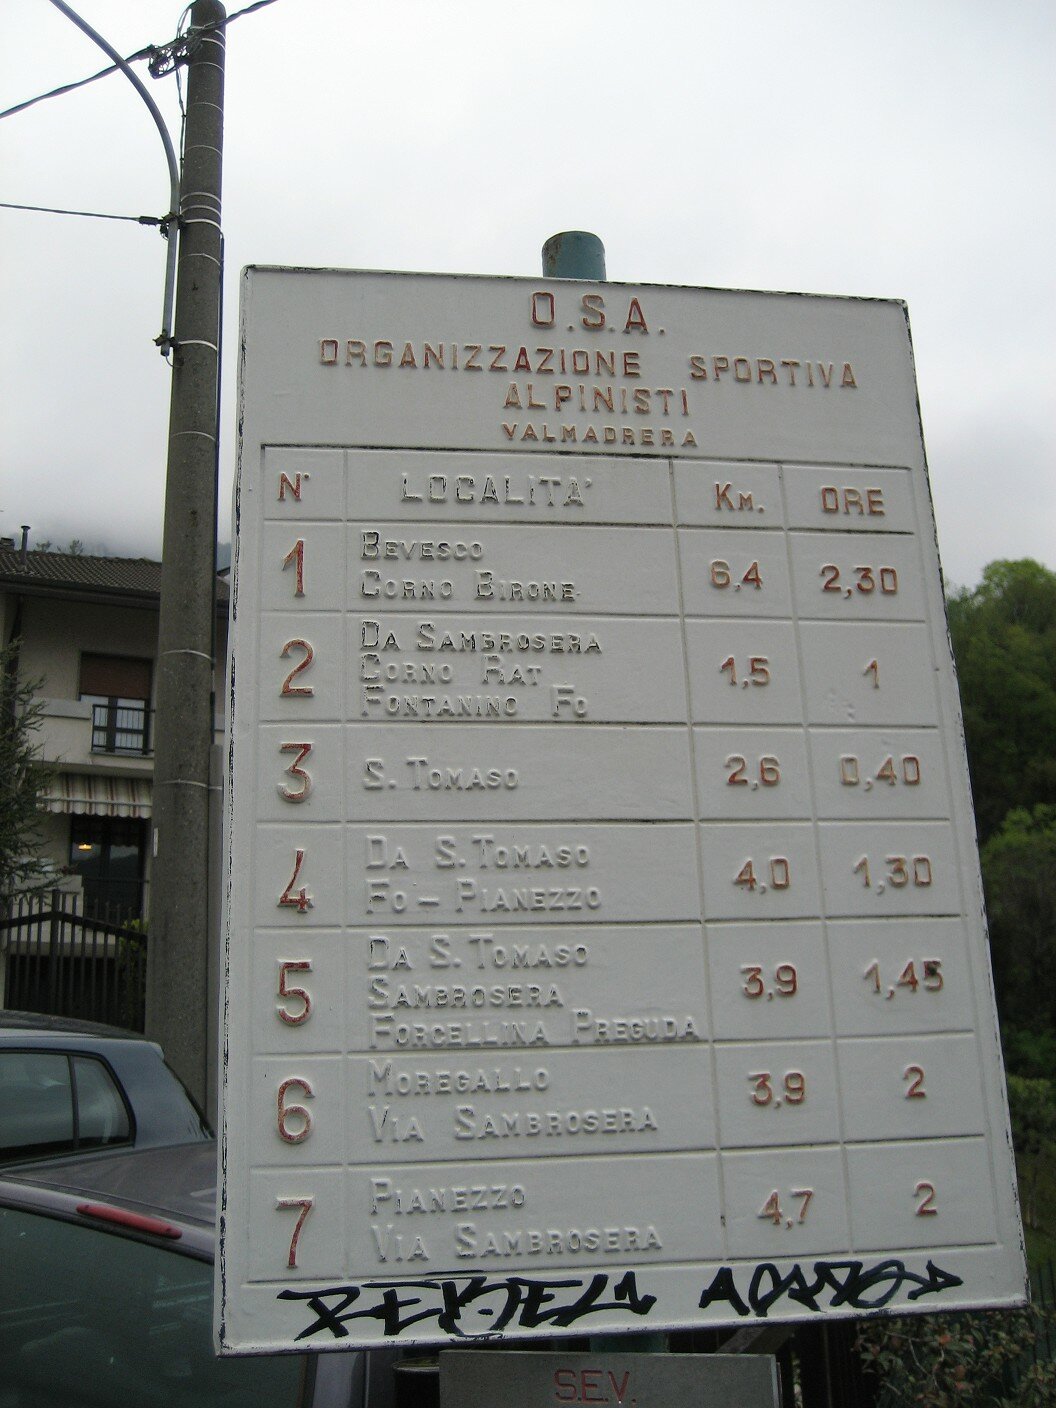 O.S.A.
ORGANIZZAZIONE SPORTIVA
ALPINISTI
VALMADRERA
N° LOCALITA' KM. ORE
1 BEVESCO
CORNO BIRONE 6,4 2,30
2 DA SAMBROSERA
CORNO RAT 1,5 1
FONTANINO FO
3 S. TOMASO 2,6 0,40
4 DA S. TOMASO
FO - PIANEZZO 4,0 1,30
5 DA S. TOMASO
SAMBROSERA 3,9 1,45
FORCELLINA PREGUDA
6 MOREGALLO
VIA SAMBROSERA 3,9 2
7 PIANEZZO
VIA SAMBROSERA 4,7 2
S.E.V.